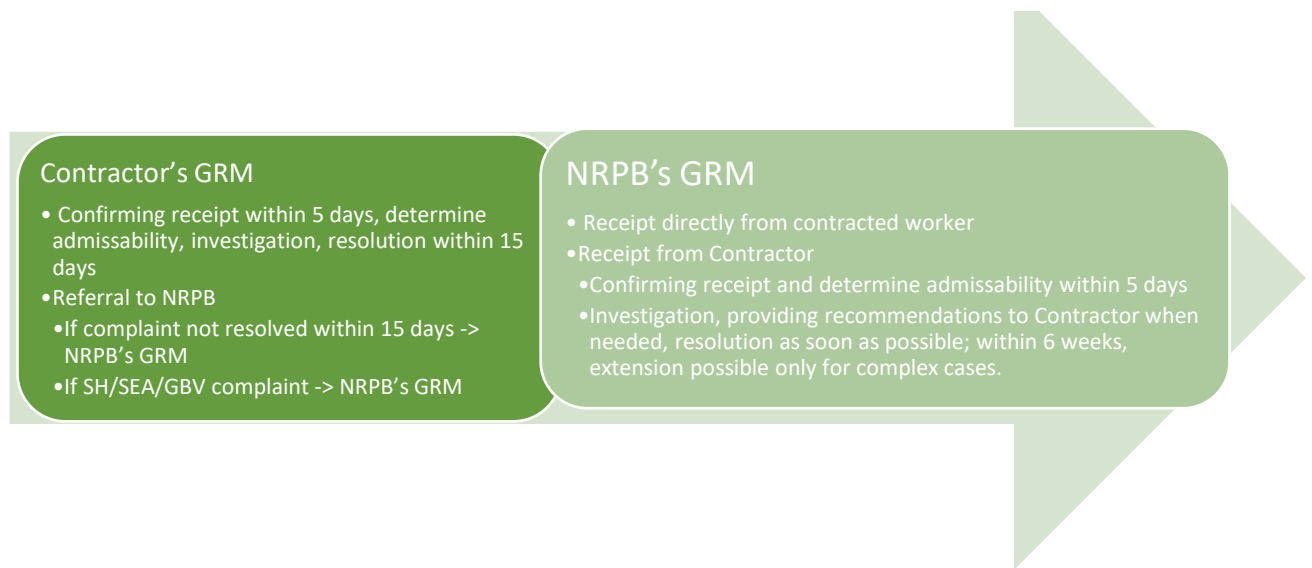 Contractor's GRM
• Confirming receipt within 5 days, determine
admissability, investigation, resolution within 15
days
•Referral to NRPB
•If complaint not resolved within 15 days ->
NRPB's GRM
•If SH/SEA/GBV complaint -> NRPB's GRM
NRPB's GRM
• Receipt directly from contracted worker
•Receipt from Contractor
•Confirming receipt and determine admissability within 5 days
•Investigation, providing recommendations to Contractor when
needed, resolution as soon as possible; within 6 weeks,
extension possible only for complex cases.